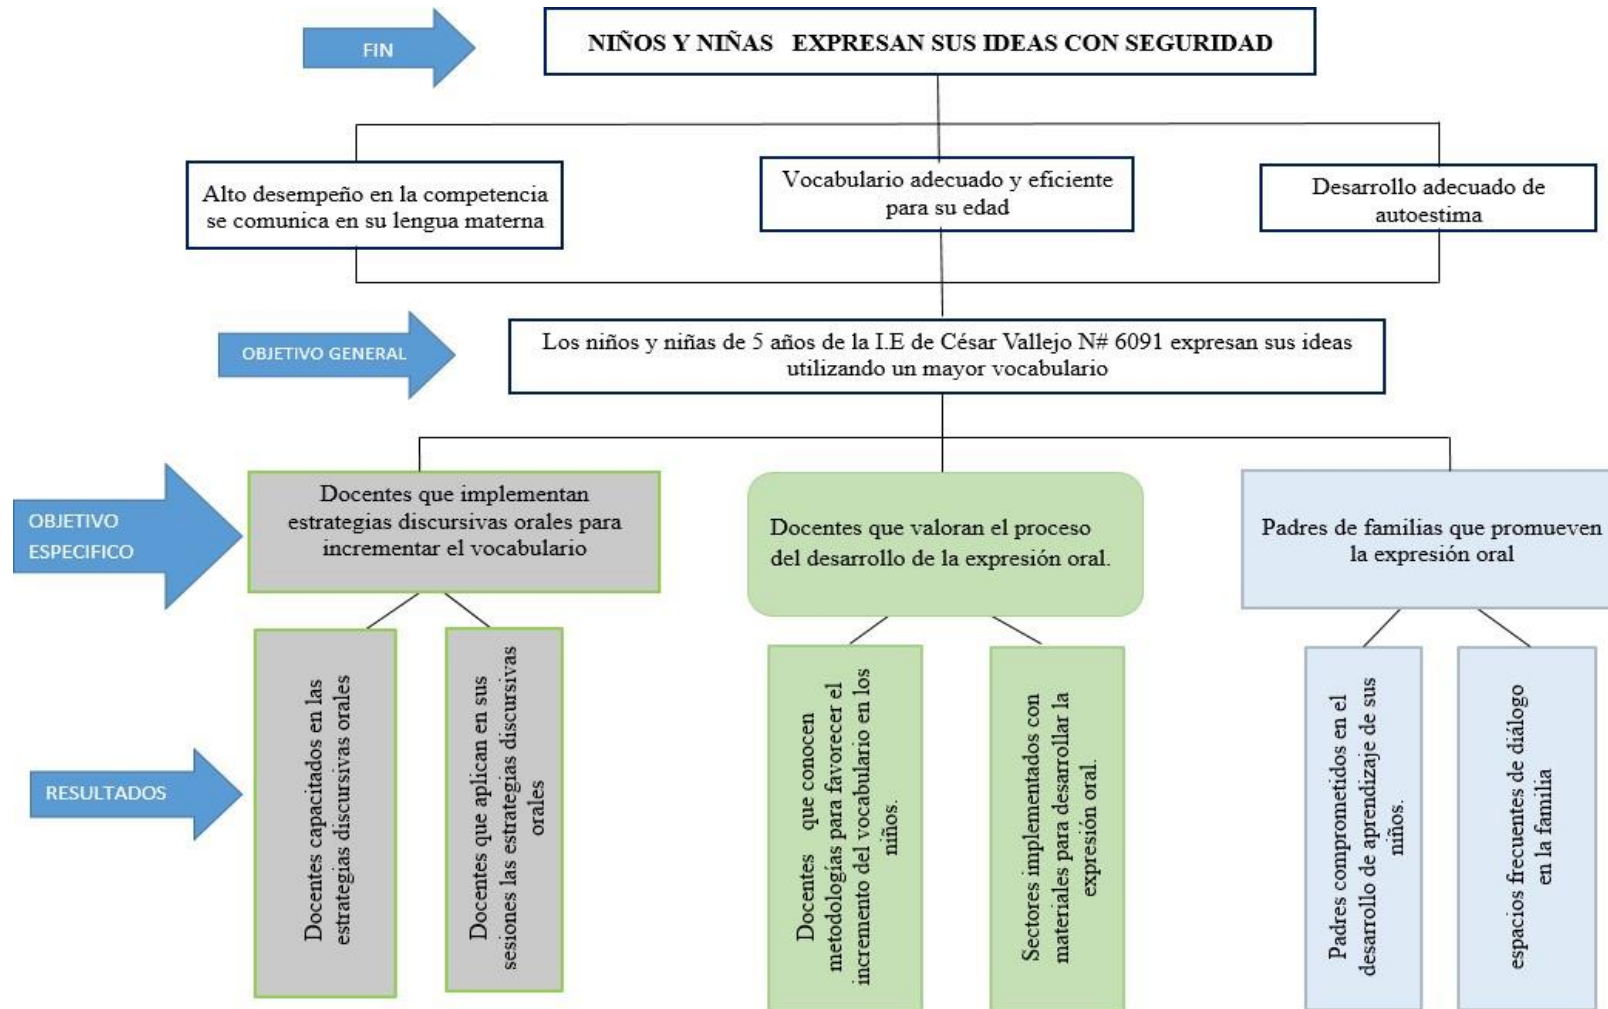 FIN
NIÑOS Y NIÑAS EXPRESAN SUS IDEAS CON SEGURIDAD
Alto desempeño en la competencia
se comunica en su lengua materna
Vocabulario adecuado y eficiente
para su edad
Desarrollo adecuado de
autoestima
OBJETIVO GENERAL
Los niños y niñas de 5 años de la I.E de César Vallejo N# 6091 expresan sus ideas
utilizando un mayor vocabulario
OBJETIVO
ESPECIFICO
Docentes que implementan
estrategias discursivas orales para
incrementar el vocabulario
Docentes que valoran el proceso
del desarrollo de la expresión oral.
Padres de familias que promueven
la expresión oral
RESULTADOS
Docentes capacitados en las
estrategias discursivas orales
Docentes que aplican en sus
sesiones las estrategias discursivas
orales
Docentes que conocen
metodologías para favorecer el
incremento del vocabulario en los
niños.
Sectores implementados con
materiales para desarrollar la
expresión oral.
Padres comprometidos en el
desarrollo de aprendizaje de sus
niños.
espacios frecuentes de diálogo
en la familia